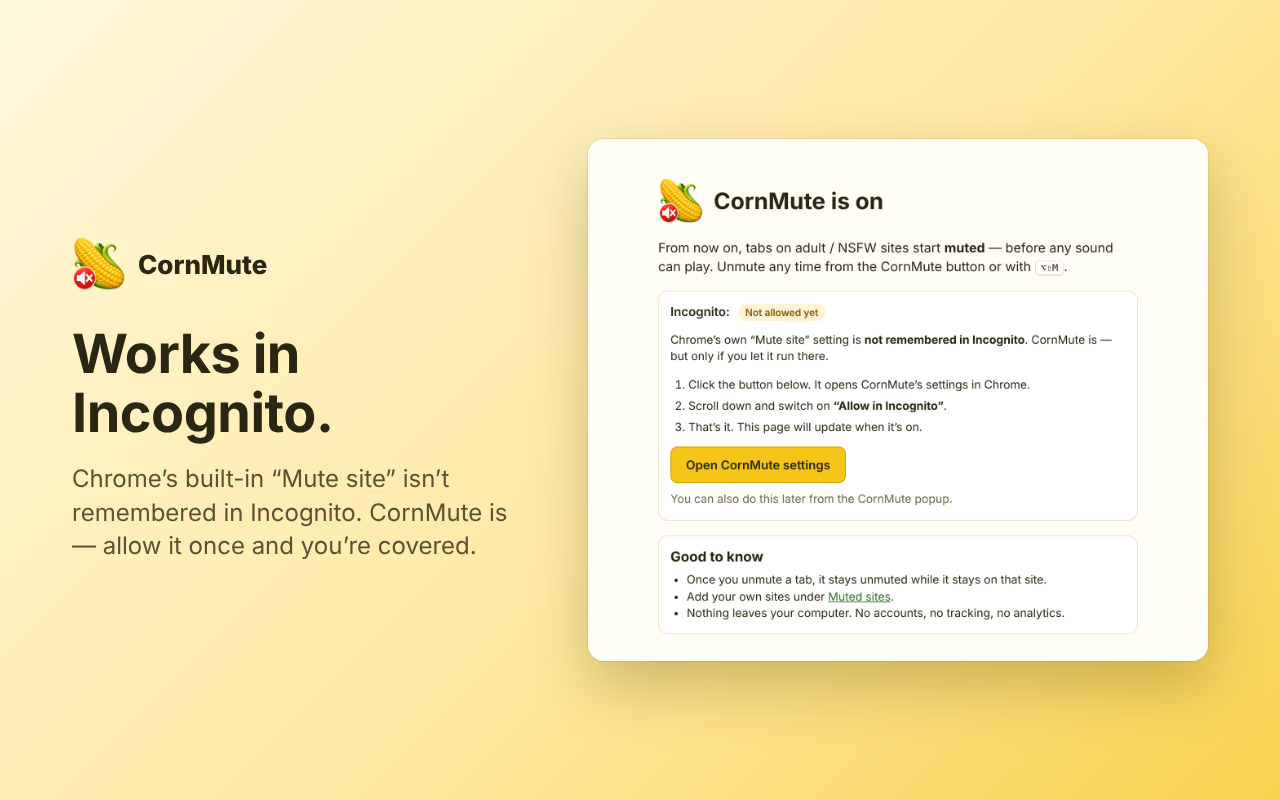 CornMute
Works in
Incognito.
Chrome’s built-in “Mute site” isn’t
remembered in Incognito. CornMute is
— allow it once and you’re covered.
CornMute is on
From now on, tabs on adult / NSFW sites start muted — before any sound
can play. Unmute any time from the CornMute button or with ⌥⇧M.
Incognito: Not allowed yet
Chrome’s own “Mute site” setting is not remembered in Incognito. CornMute is —
but only if you let it run there.
1. Click the button below. It opens CornMute’s settings in Chrome.
2. Scroll down and switch on “Allow in Incognito”.
3. That’s it. This page will update when it’s on.
Open CornMute settings
You can also do this later from the CornMute popup.
Good to know
• Once you unmute a tab, it stays unmuted while it stays on that site.
• Add your own sites under Muted sites.
• Nothing leaves your computer. No accounts, no tracking, no analytics.